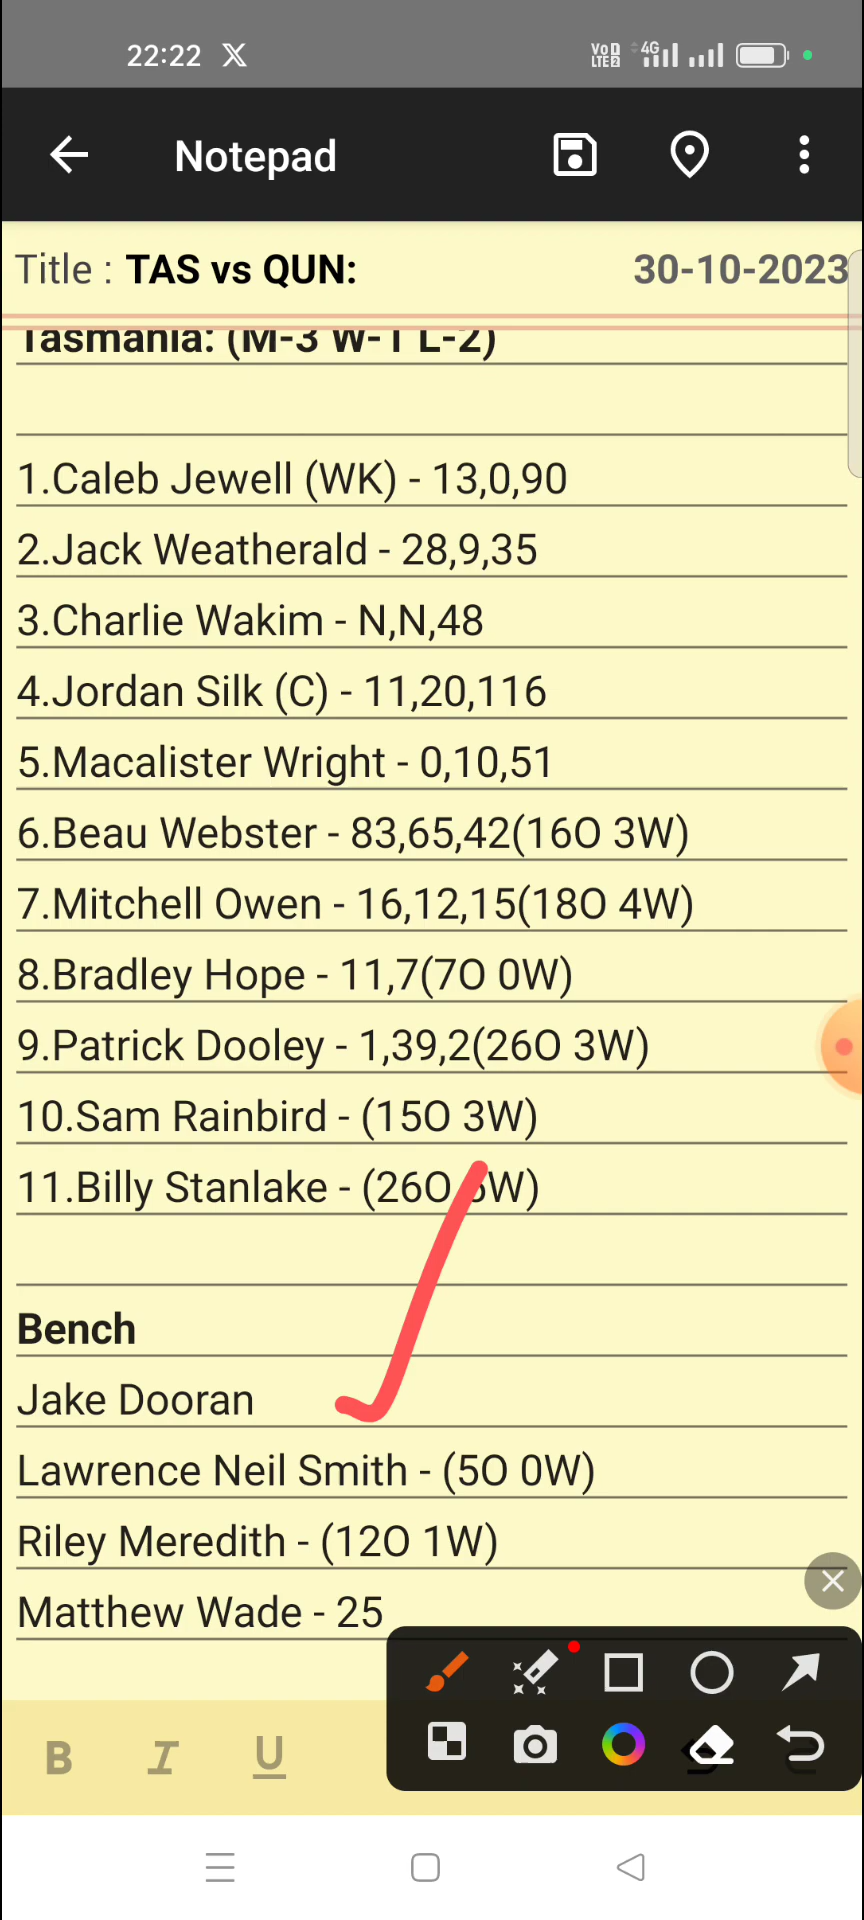 22:22
VoD LTE2 4G
Notepad
Title : TAS vs QUN: 30-10-2023
Tasmania: (M-3 W-1 L-2)
1.Caleb Jewell (WK) - 13,0,90
2.Jack Weatherald - 28,9,35
3.Charlie Wakim - N,N,48
4.Jordan Silk (C) - 11,20,116
5.Macalister Wright - 0,10,51
6.Beau Webster - 83,65,42(16O 3W)
7.Mitchell Owen - 16,12,15(18O 4W)
8.Bradley Hope - 11,7(7O 0W)
9.Patrick Dooley - 1,39,2(26O 3W)
10.Sam Rainbird - (15O 3W)
11.Billy Stanlake - (26O W)
Bench
Jake Dooran
Lawrence Neil Smith - (5O 0W)
Riley Meredith - (12O 1W)
Matthew Wade - 25
B I U